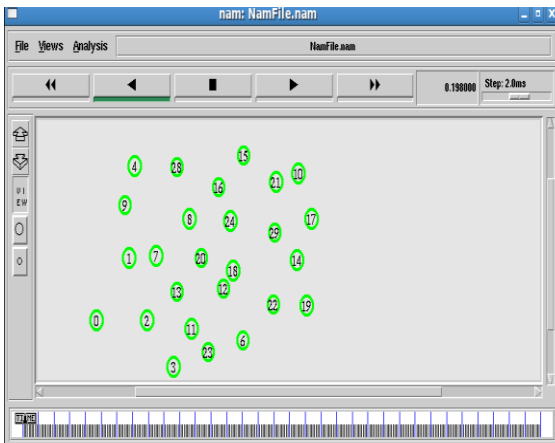 nam: NamFile.nam
File Views Analysis NamFile.nam
0.198000 Step: 2.0ms
15
4 28
10
21
16
9
8 24 17
29
1 7 20 14
18
13 12
22 19
0 2
11
6
23
3
VIEW
TIME